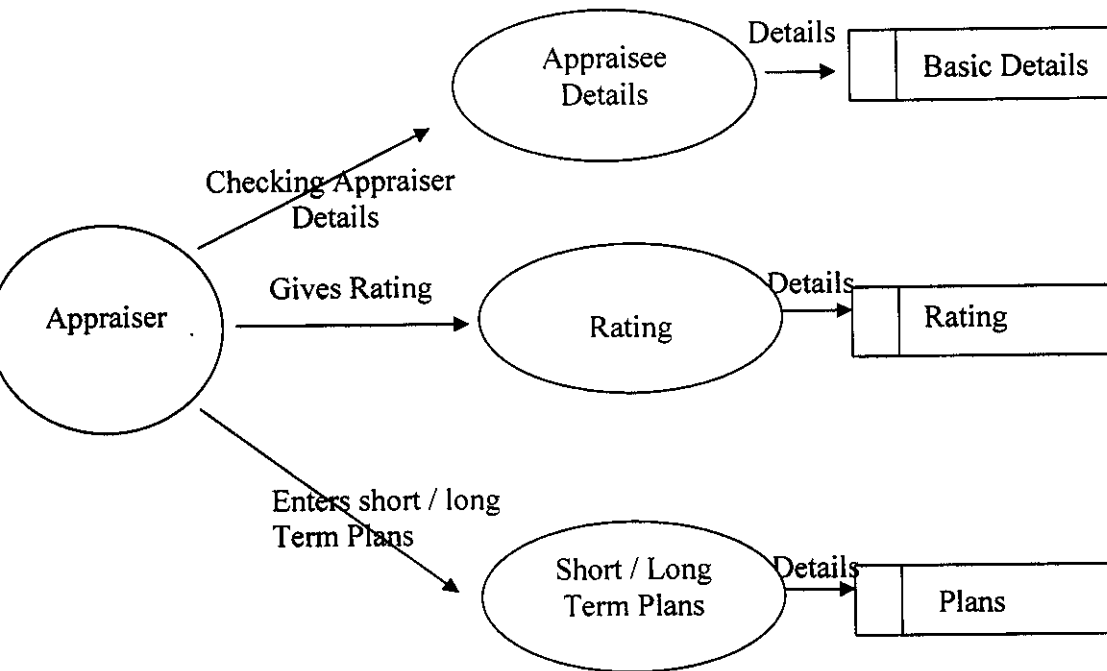 Appraisee
Details
Details
Basic Details
Checking Appraiser
Details
Appraiser
Gives Rating
Rating
Details
Rating
Enters short / long
Term Plans
Short / Long
Term Plans
Details
Plans